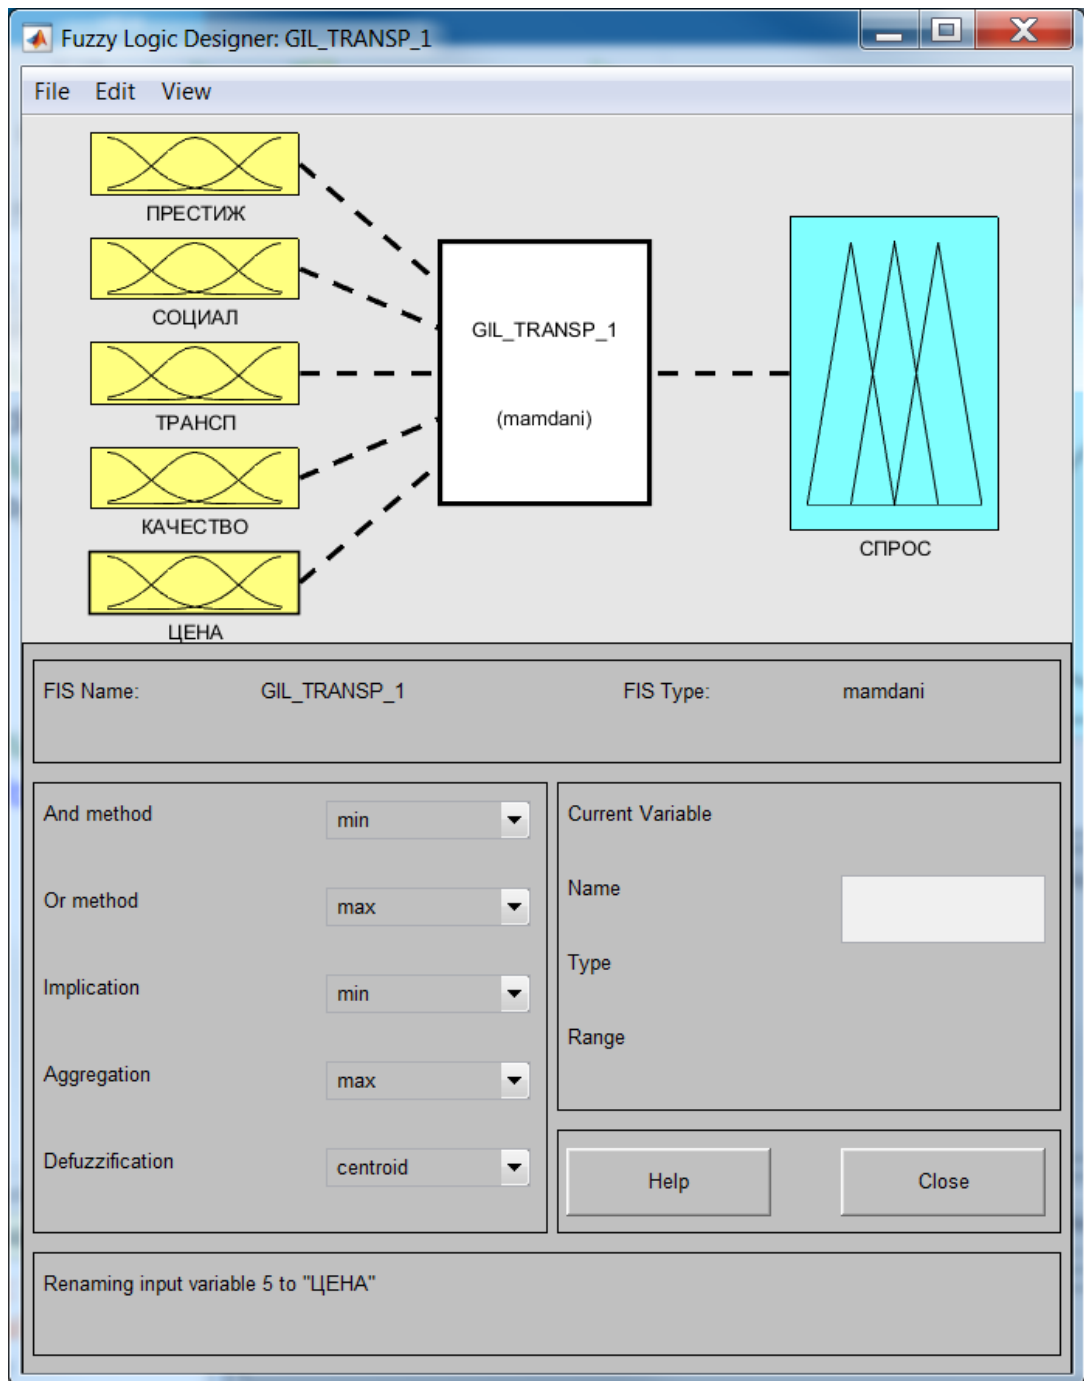 Fuzzy Logic Designer: GIL_TRANSP_1
File Edit View
ПРЕСТИЖ
СОЦИАЛ
ТРАНСП
КАЧЕСТВО
ЦЕНА
GIL_TRANSP_1
(mamdani)
СПРОС
FIS Name: GIL_TRANSP_1 FIS Type: mamdani
And method min
Or method max
Implication min
Aggregation max
Defuzzification centroid
Current Variable
Name
Type
Range
Help Close
Renaming input variable 5 to "ЦЕНА"